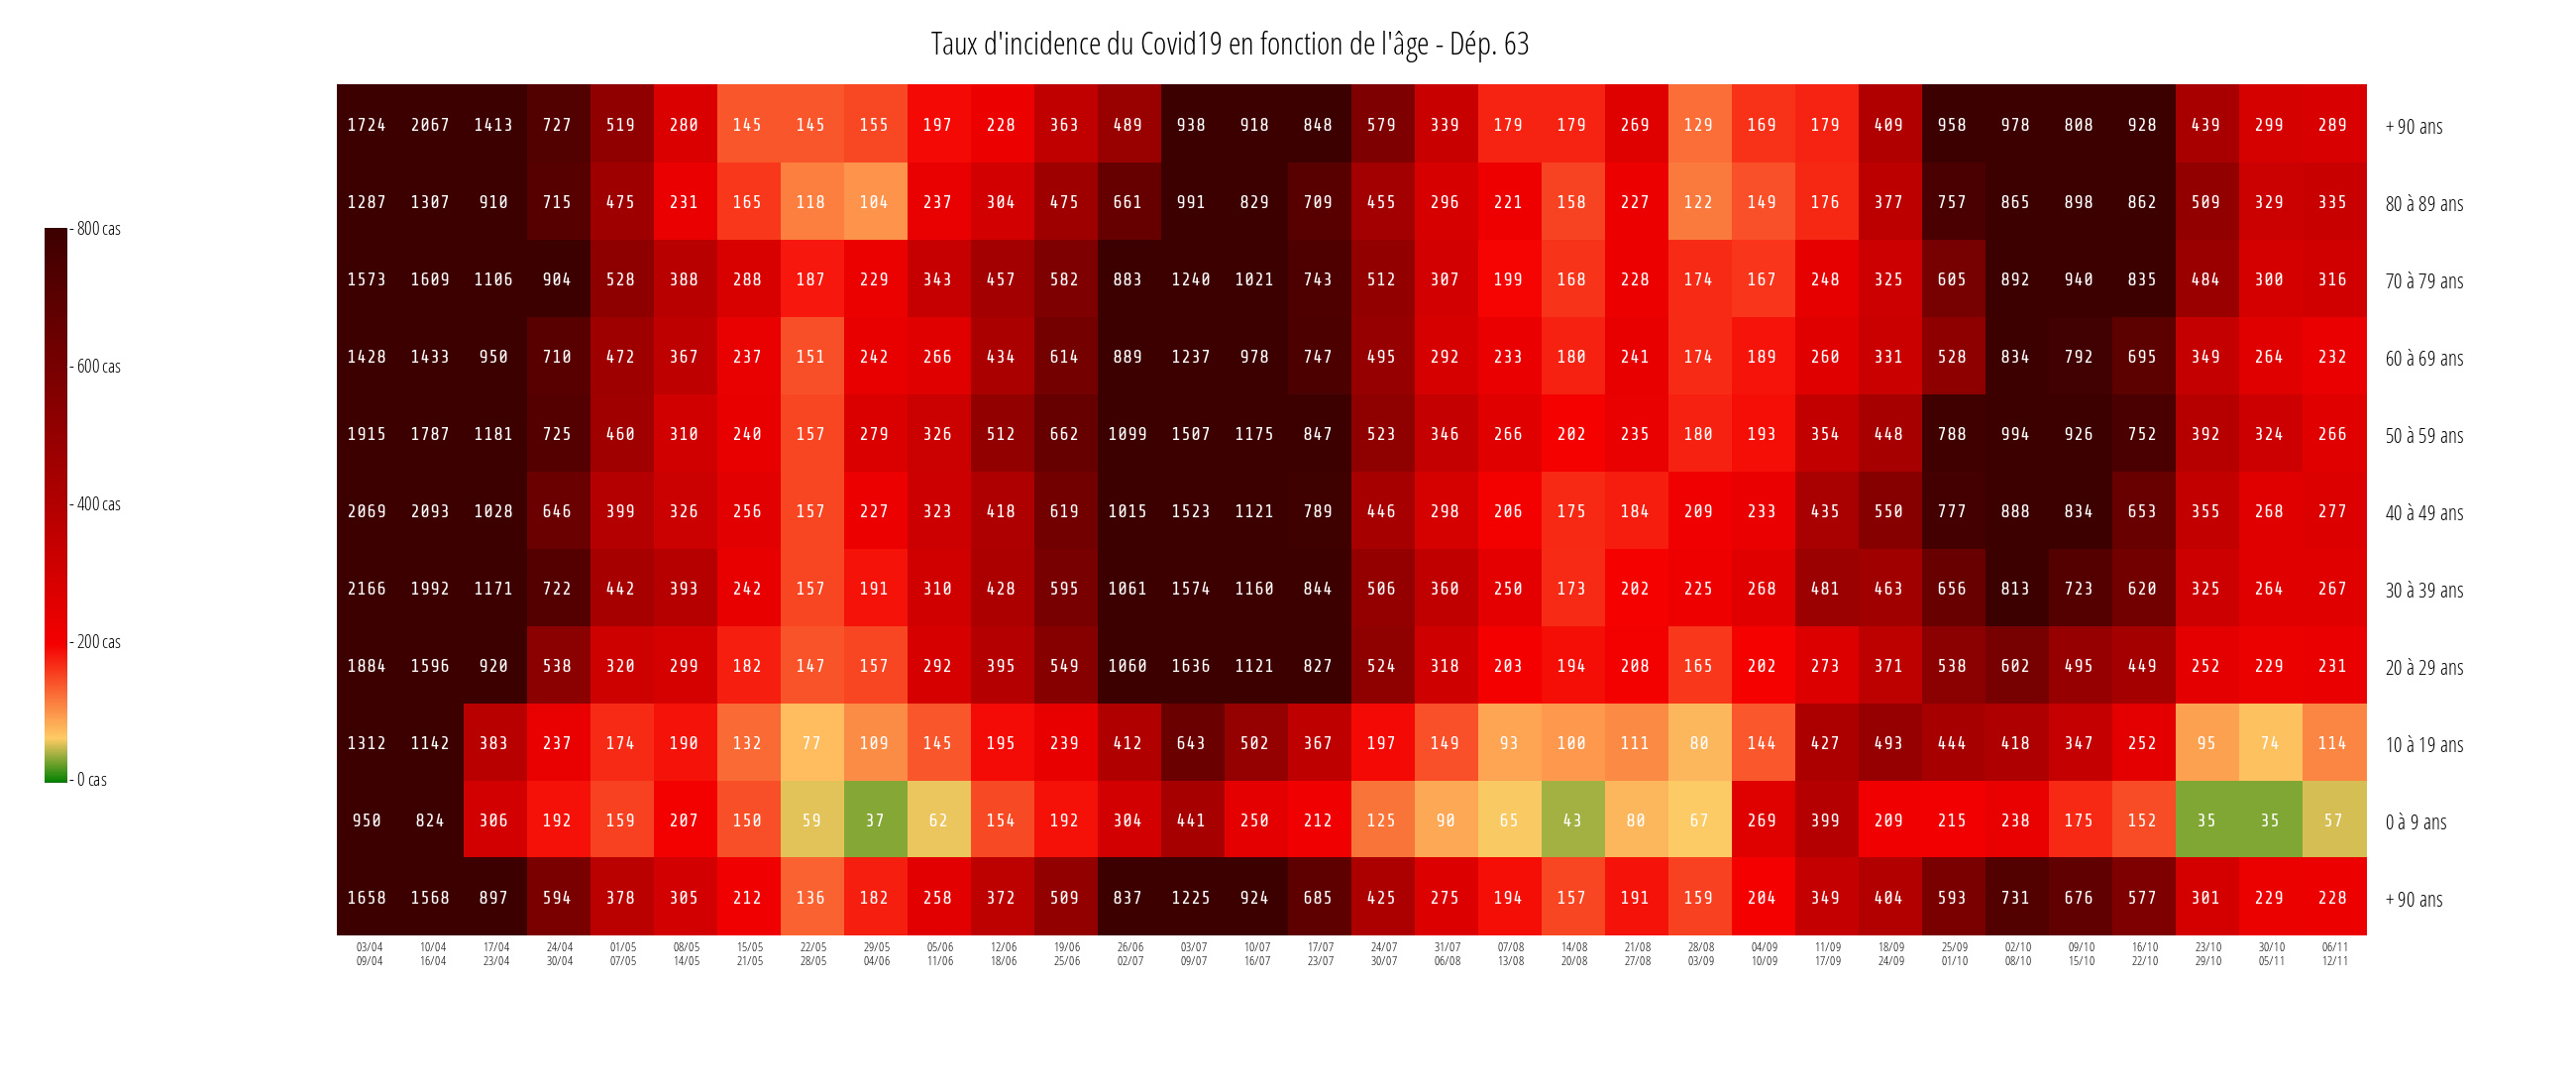 Taux d'incidence du Covid19 en fonction de l'âge - Dép. 63
1724 2067 1413 727 519 280 145 145 155 197 228 363 489 938 918 848 579 339 179 179 269 129 169 179 409 958 978 808 928 439 299 289 + 90 ans
1287 1307 910 715 475 231 165 118 104 237 304 475 661 991 829 709 455 296 221 158 227 122 149 176 377 757 865 898 862 509 329 335 80 à 89 ans
- 800 cas
1573 1609 1106 904 528 388 288 187 229 343 457 582 883 1240 1021 743 512 307 199 168 228 174 167 248 325 605 892 940 835 484 300 316 70 à 79 ans
1428 1433 950 710 472 367 237 151 242 266 434 614 889 1237 978 747 495 292 233 180 241 174 189 260 331 528 834 792 695 349 264 232 60 à 69 ans
- 600 cas
1915 1787 1181 725 460 310 240 157 279 326 512 662 1099 1507 1175 847 523 346 266 202 235 180 193 354 448 788 994 926 752 392 324 266 50 à 59 ans
- 400 cas
2069 2093 1028 646 399 326 256 157 227 323 418 619 1015 1523 1121 789 446 298 206 175 184 209 233 435 550 777 888 834 653 355 268 277 40 à 49 ans
2166 1992 1171 722 442 393 242 157 191 310 428 595 1061 1574 1160 844 506 360 250 173 202 225 268 481 463 656 813 723 620 325 264 267 30 à 39 ans
- 200 cas
1884 1596 920 538 320 299 182 147 157 292 395 549 1060 1636 1121 827 524 318 203 194 208 165 202 273 371 538 602 495 449 252 229 231 20 à 29 ans
1312 1142 383 237 174 190 132 77 109 145 195 239 412 643 502 367 197 149 93 100 111 80 144 427 493 444 418 347 252 95 74 114 10 à 19 ans
- 0 cas
950 824 306 192 159 207 150 59 37 62 154 192 304 441 250 212 125 90 65 43 80 67 269 399 209 215 238 175 152 35 35 57 0 à 9 ans
1658 1568 897 594 378 305 212 136 182 258 372 509 837 1225 924 685 425 275 194 157 191 159 204 349 404 593 731 676 577 301 229 228 + 90 ans
03/04 10/04 17/04 24/04 01/05 08/05 15/05 22/05 29/05 05/06 12/06 19/06 26/06 03/07 10/07 17/07 24/07 31/07 07/08 14/08 21/08 28/08 04/09 11/09 18/09 25/09 02/10 09/10 16/10 23/10 30/10 06/11
09/04 16/04 23/04 30/04 07/05 14/05 21/05 28/05 04/06 11/06 18/06 25/06 02/07 09/07 16/07 23/07 30/07 06/08 13/08 20/08 27/08 03/09 10/09 17/09 24/09 01/10 08/10 15/10 22/10 29/10 05/11 12/11